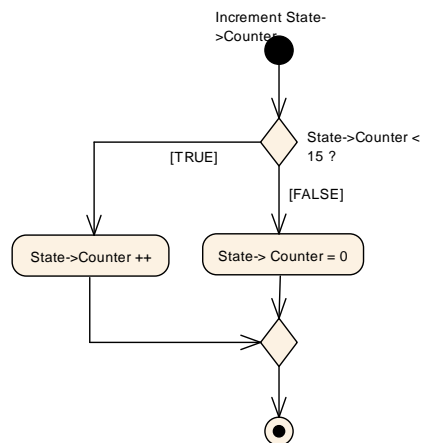 Increment State-
>Counter
State->Counter <
15 ?
[TRUE]
[FALSE]
State->Counter ++
State-> Counter = 0